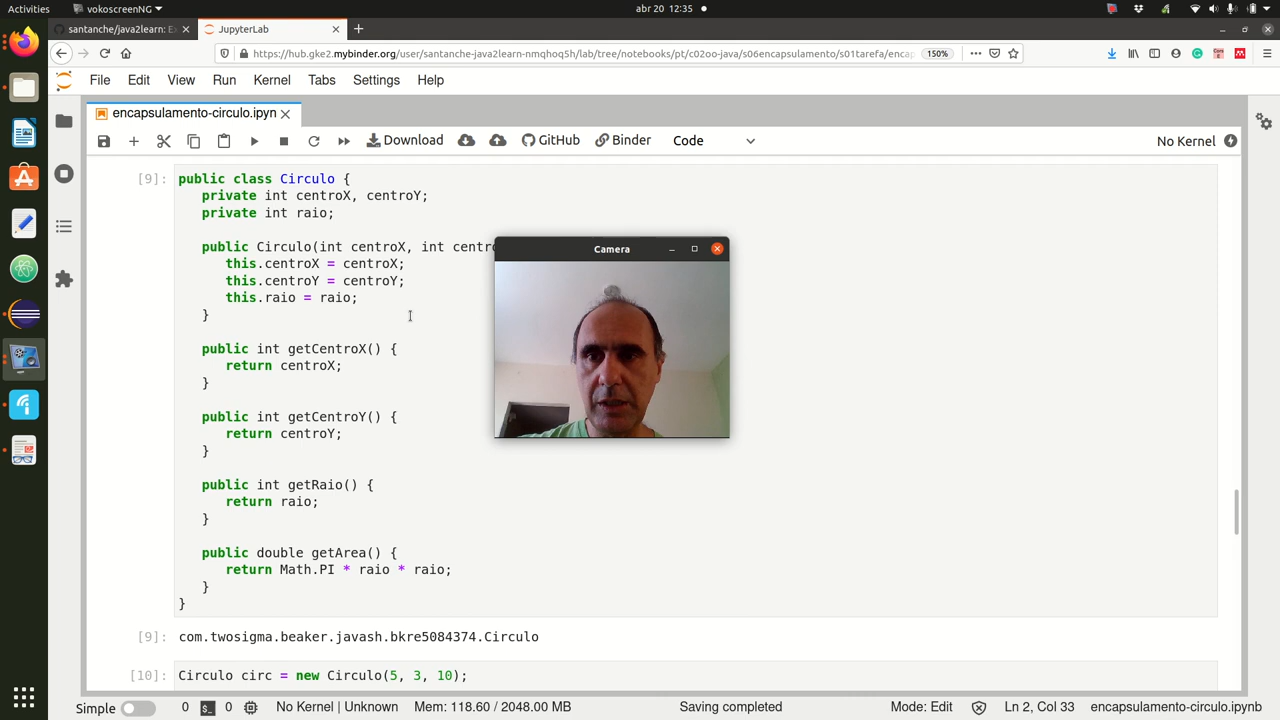 Activities
vokoscreenNG
abr 20 12:35
santanche/java2learn: Ex
JupyterLab
https://hub.gke2.mybinder.org/user/santanche-java2learn-nmqhoq5h/lab/tree/notebooks/pt/c02oo-java/s06encapsulamento/s01tarefa/enca
150%
File Edit View Run Kernel Tabs Settings Help
encapsulamento-circulo.ipyn
Download GitHub Binder Code No Kernel
[9]: public class Circulo {
private int centroX, centroY;
private int raio;
public Circulo(int centroX, int centro
this.centroX = centroX;
this.centroY = centroY;
this.raio = raio;
}
public int getCentroX() {
return centroX;
}
public int getCentroY() {
return centroY;
}
public int getRaio() {
return raio;
}
public double getArea() {
return Math.PI * raio * raio;
}
}
Camera
[9]: com.twosigma.beaker.javash.bkre5084374.Circulo
[10]: Circulo circ = new Circulo(5, 3, 10);
Simple 0 0 No Kernel | Unknown Mem: 118.60 / 2048.00 MB Saving completed Mode: Edit Ln 2, Col 33 encapsulamento-circulo.ipynb